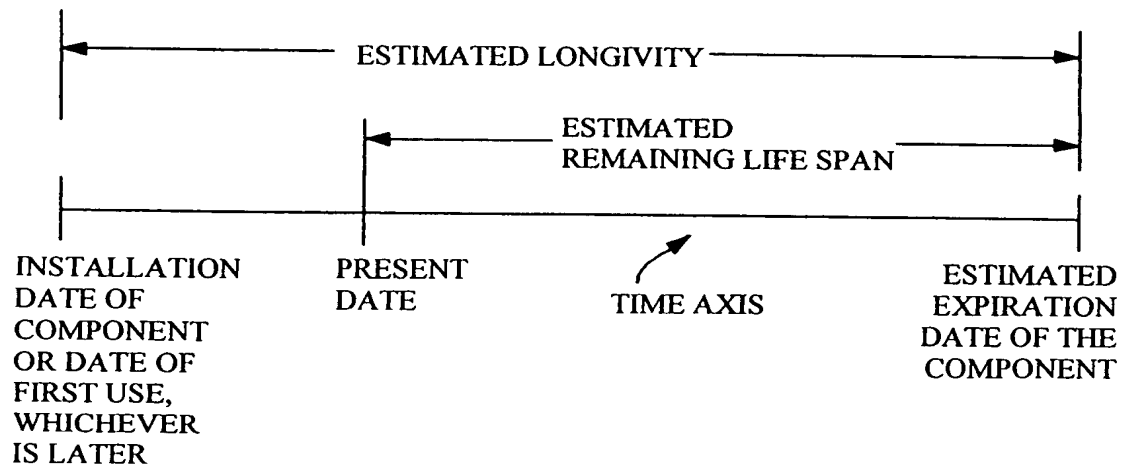 ESTIMATED LONGIVITY
ESTIMATED
REMAINING LIFE SPAN
INSTALLATION
DATE OF
COMPONENT
OR DATE OF
FIRST USE,
WHICHEVER
IS LATER
PRESENT
DATE
TIME AXIS
ESTIMATED
EXPIRATION
DATE OF THE
COMPONENT